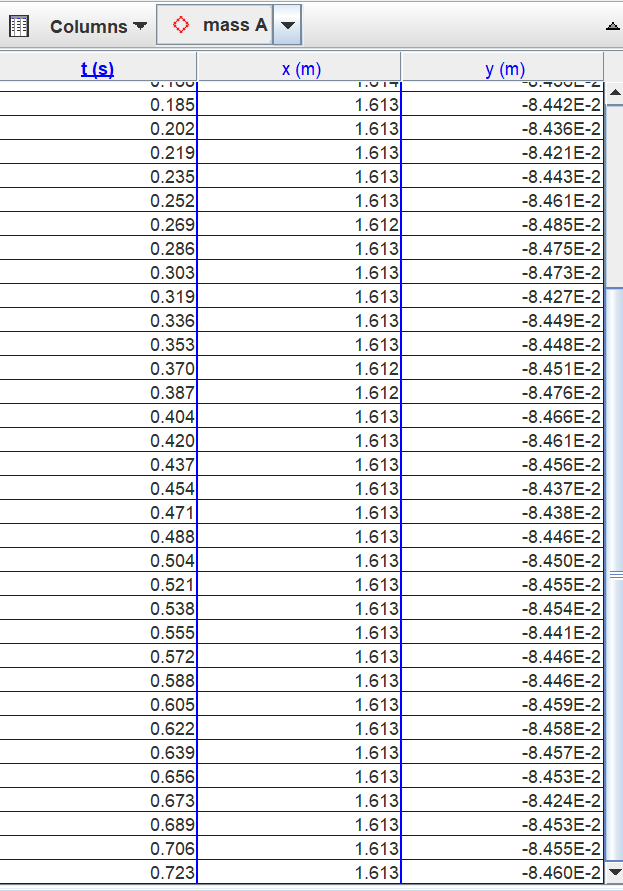 Columns mass A
t (s) x (m) y (m)
0.185 1.613 -8.442E-2
0.202 1.613 -8.436E-2
0.219 1.613 -8.421E-2
0.235 1.613 -8.443E-2
0.252 1.613 -8.461E-2
0.269 1.612 -8.485E-2
0.286 1.613 -8.475E-2
0.303 1.613 -8.473E-2
0.319 1.613 -8.427E-2
0.336 1.613 -8.449E-2
0.353 1.613 -8.448E-2
0.370 1.612 -8.451E-2
0.387 1.612 -8.476E-2
0.404 1.613 -8.466E-2
0.420 1.613 -8.461E-2
0.437 1.613 -8.456E-2
0.454 1.613 -8.437E-2
0.471 1.613 -8.438E-2
0.488 1.613 -8.446E-2
0.504 1.613 -8.450E-2
0.521 1.613 -8.455E-2
0.538 1.613 -8.454E-2
0.555 1.613 -8.441E-2
0.572 1.613 -8.446E-2
0.588 1.613 -8.446E-2
0.605 1.613 -8.459E-2
0.622 1.613 -8.458E-2
0.639 1.613 -8.457E-2
0.656 1.613 -8.453E-2
0.673 1.613 -8.424E-2
0.689 1.613 -8.453E-2
0.706 1.613 -8.455E-2
0.723 1.613 -8.460E-2